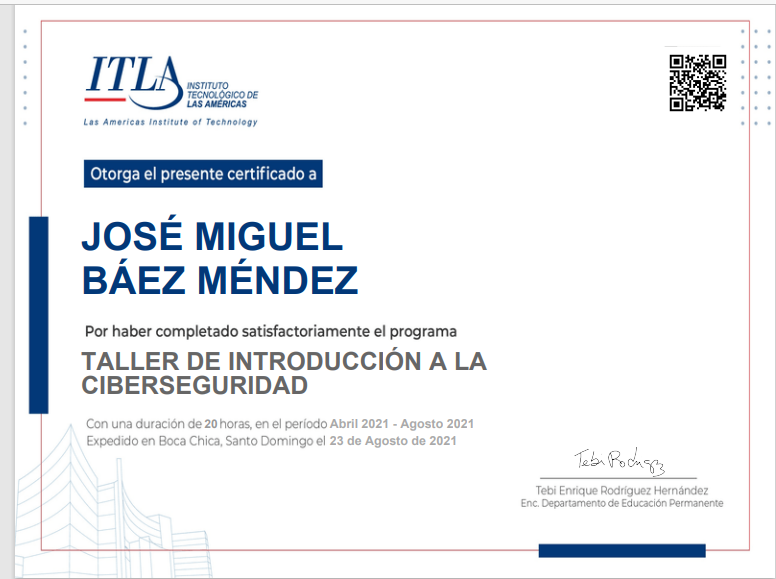 ITLA
INSTITUTO
TECNOLÓGICO DE
LAS AMÉRICAS
Las Americas Institute of Technology
Otorga el presente certificado a
JOSÉ MIGUEL
BÁEZ MÉNDEZ
Por haber completado satisfactoriamente el programa
TALLER DE INTRODUCCIÓN A LA
CIBERSEGURIDAD
Con una duración de 20 horas, en el período Abril 2021 - Agosto 2021
Expedido en Boca Chica, Santo Domingo el 23 de Agosto de 2021
Tebi Enrique Rodríguez Hernández
Enc. Departamento de Educación Permanente